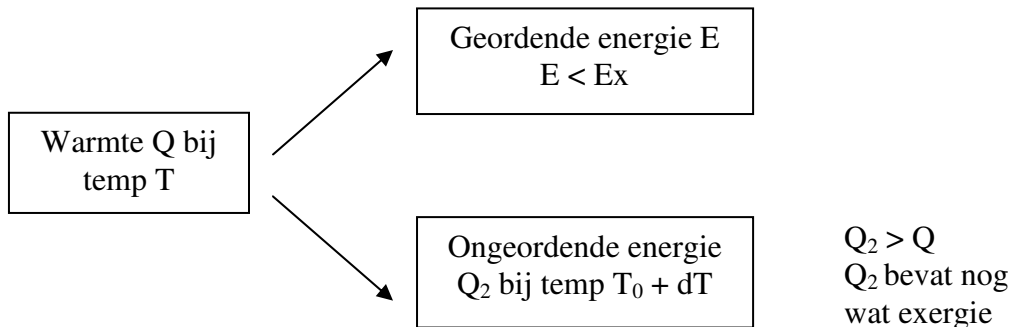 Geordende energie E
E < Ex
Warmte Q bij
temp T
Ongeordende energie
Q₂ bij temp T₀ + dT
Q₂ > Q
Q₂ bevat nog
wat exergie